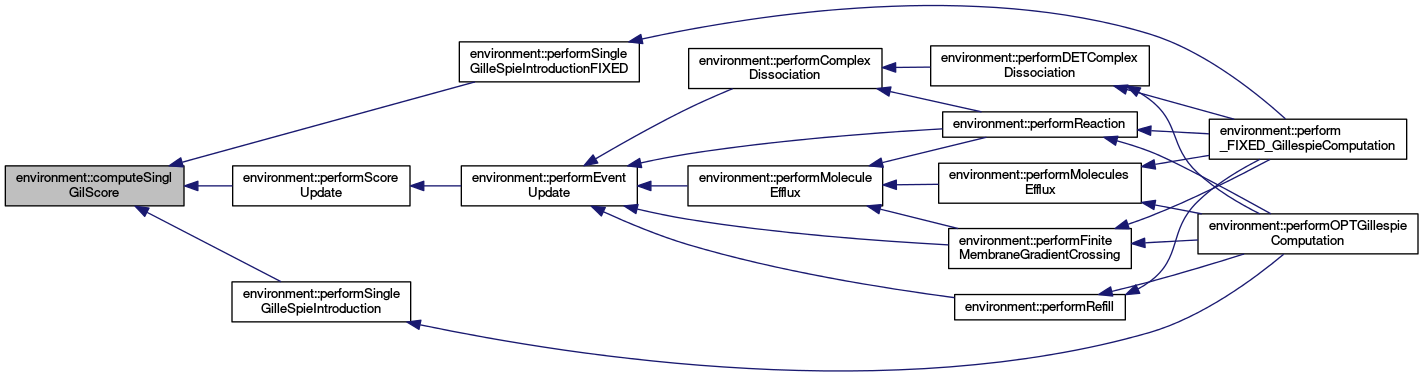 environment::computeSingl
GilScore
environment::performSingle
GilleSpieIntroductionFIXED
environment::performScore
Update
environment::performSingle
GilleSpieIntroduction
environment::performEvent
Update
environment::performComplex
Dissociation
environment::performMolecule
Efflux
environment::performDETComplex
Dissociation
environment::performReaction
environment::performMolecules
Efflux
environment::performFinite
MembraneGradientCrossing
environment::performRefill
environment::perform
_FIXED_GillespieComputation
environment::performOPTGillespie
Computation